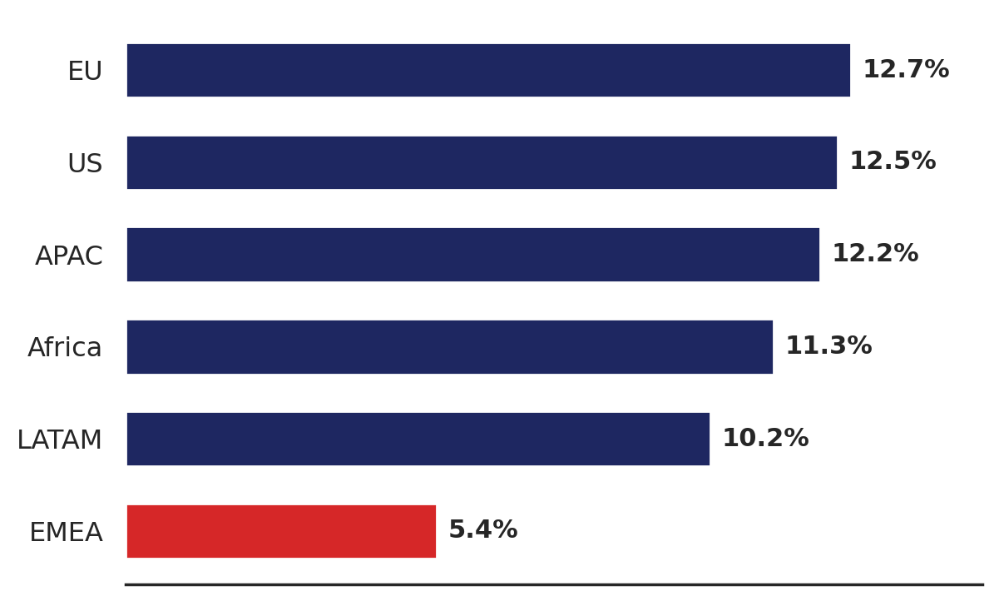 EU 12.7%
US 12.5%
APAC 12.2%
Africa 11.3%
LATAM 10.2%
EMEA 5.4%